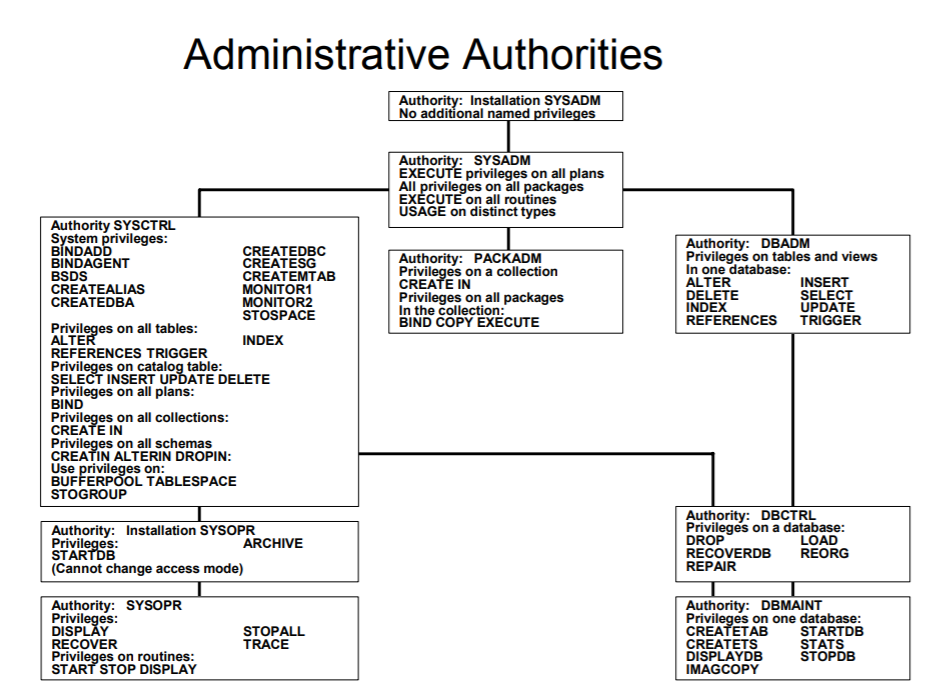 Administrative Authorities
Authority: Installation SYSADM
No additional named privileges
Authority: SYSADM
EXECUTE privileges on all plans
All privileges on all packages
EXECUTE on all routines
USAGE on distinct types
Authority SYSCTRL
System privileges:
BINDADD CREATEDBC
BINDAGENT CREATESG
BSDS CREATEMTAB
CREATEALIAS MONITOR1
CREATEDBA MONITOR2
STOSPACE
Privileges on all tables:
ALTER INDEX
REFERENCES TRIGGER
Privileges on catalog table:
SELECT INSERT UPDATE DELETE
Privileges on all plans:
BIND
Privileges on all collections:
CREATE IN
Privileges on all schemas
CREATIN ALTERIN DROPIN:
Use privileges on:
BUFFERPOOL TABLESPACE
STOGROUP
Authority: PACKADM
Privileges on a collection
CREATE IN
Privileges on all packages
In the collection:
BIND COPY EXECUTE
Authority: DBADM
Privileges on tables and views
In one database:
ALTER INSERT
DELETE SELECT
INDEX UPDATE
REFERENCES TRIGGER
Authority: Installation SYSOPR
Privileges: ARCHIVE
STARTDB
(Cannot change access mode)
Authority: DBCTRL
Privileges on a database:
DROP LOAD
RECOVERDB REORG
REPAIR
Authority: SYSOPR
Privileges:
DISPLAY STOPALL
RECOVER TRACE
Privileges on routines:
START STOP DISPLAY
Authority: DBMAINT
Privileges on one database:
CREATETAB STARTDB
CREATETS STATS
DISPLAYDB STOPDB
IMAGCOPY